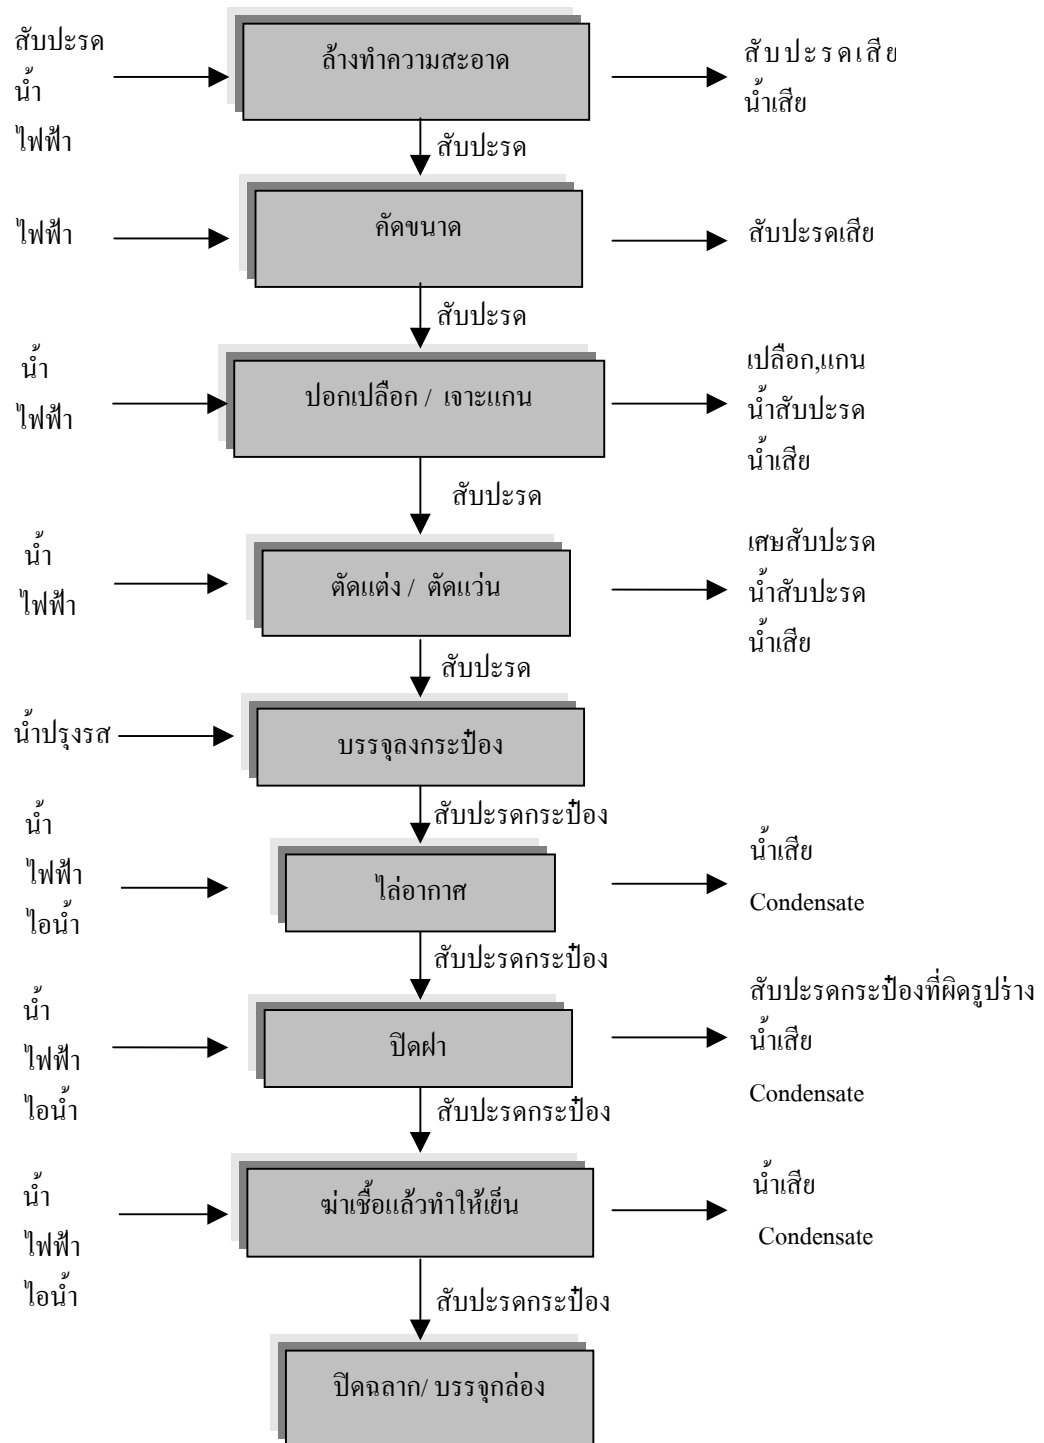 สับปะรด
น้ำ
ไฟฟ้า
ล้างทำความสะอาด
สับปะรดเสีย
น้ำเสีย
สับปะรด
ไฟฟ้า
คัดขนาด
สับปะรดเสีย
สับปะรด
น้ำ
ไฟฟ้า
ปอกเปลือก / เจาะแกน
เปลือก,แกน
น้ำสับปะรด
น้ำเสีย
สับปะรด
น้ำ
ไฟฟ้า
ตัดแต่ง / ตัดแว่น
เศษสับปะรด
น้ำสับปะรด
น้ำเสีย
สับปะรด
น้ำปรุงรส
บรรจุลงกระป๋อง
สับปะรดกระป๋อง
น้ำ
ไฟฟ้า
ไอน้ำ
ไล่อากาศ
น้ำเสีย
Condensate
สับปะรดกระป๋อง
น้ำ
ไฟฟ้า
ไอน้ำ
ปิดฝา
สับปะรดกระป๋องที่ผิดรูปร่าง
น้ำเสีย
Condensate
สับปะรดกระป๋อง
น้ำ
ไฟฟ้า
ไอน้ำ
ฆ่าเชื้อแล้วทำให้เย็น
น้ำเสีย
Condensate
สับปะรดกระป๋อง
ปิดฉลาก/ บรรจุกล่อง